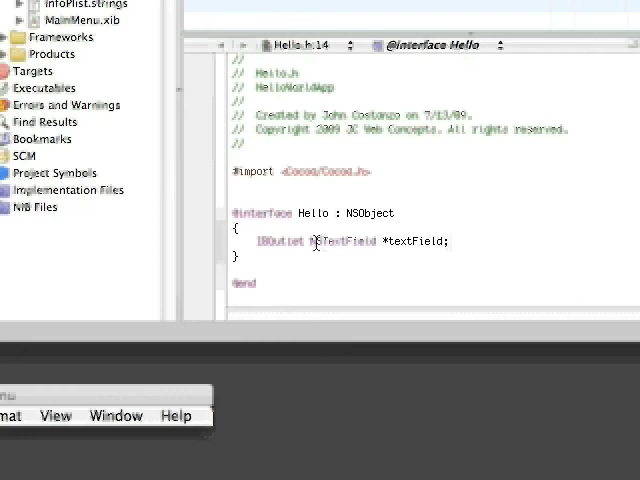 InfoPlist.strings
MainMenu.xib
Frameworks
Products
Targets
Executables
Errors and Warnings
Find Results
Bookmarks
SCM
Project Symbols
Implementation Files
NIB Files
Hello.h:14 @interface Hello
//
// Hello.h
// HelloWorldApp
//
// Created by John Costanzo on 7/13/09.
// Copyright 2009 JC Web Concepts. All rights reserved.
//
#import <Cocoa/Cocoa.h>
@interface Hello : NSObject
{
IBOutlet NSTextField *textField;
}
@end
nu
mat View Window Help